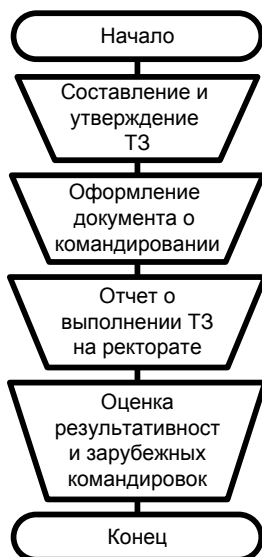 Начало
Составление и
утверждение
ТЗ
Оформление
документа о
командировании
Отчет о
выполнении ТЗ
на ректорате
Оценка
результативност
и зарубежных
командировок
Конец